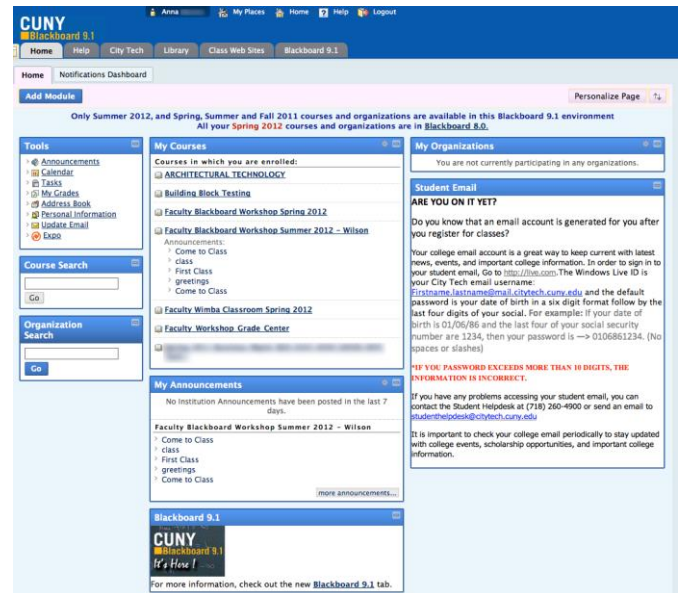 CUNY
Blackboard 9.1
Anna
My Places
Home
Help
Logout
Home
Help
City Tech
Library
Class Web Sites
Blackboard 9.1
Home
Notifications Dashboard
Add Module
Personalize Page
Only Summer 2012, and Spring, Summer and Fall 2011 courses and organizations are available in this Blackboard 9.1 environment
All your Spring 2012 courses and organizations are in Blackboard 8.0.
Tools
Announcements
Calendar
Tasks
My Grades
Address Book
Personal Information
Update Email
Expo
Course Search
Go
Organization
Search
Go
My Courses
Courses in which you are enrolled:
ARCHITECTURAL TECHNOLOGY
Building Block Testing
Faculty Blackboard Workshop Spring 2012
Faculty Blackboard Workshop Summer 2012 - Wilson
Announcements:
Come to Class
class
First Class
greetings
Come to Class
Faculty Wimba Classroom Spring 2012
Faculty Workshop Grade Center
My Announcements
No Institution Announcements have been posted in the last 7
days.
Faculty Blackboard Workshop Summer 2012 - Wilson
Come to Class
class
First Class
greetings
Come to Class
more announcements...
Blackboard 9.1
CUNY
Blackboard 9.1
It's Here!
For more information, check out the new Blackboard 9.1 tab.
My Organizations
You are not currently participating in any organizations.
Student Email
ARE YOU ON IT YET?
Do you know that an email account is generated for you after
you register for classes?
Your college email account is a great way to keep current with latest
news, events, and important college information. In order to sign in to
your student email, Go to http://live.com.The Windows Live ID is
your City Tech email username:
Firstname.lastname@mail.citytech.cuny.edu and the default
password is your date of birth in a six digit format follow by the
last four digits of your social. For example: If your date of
birth is 01/06/86 and the last four of your social security
number are 1234, then your password is —> 0106861234. (No
spaces or slashes)
*IF YOU PASSWORD EXCEEDS MORE THAN 10 DIGITS, THE
INFORMATION IS INCORRECT.
If you have any problems accessing your student email, you can
contact the Student Helpdesk at (718) 260-4900 or send an email to
studenthelpdesk@citytech.cuny.edu
It is important to check your college email periodically to stay updated
with college events, scholarship opportunities, and important college
information.